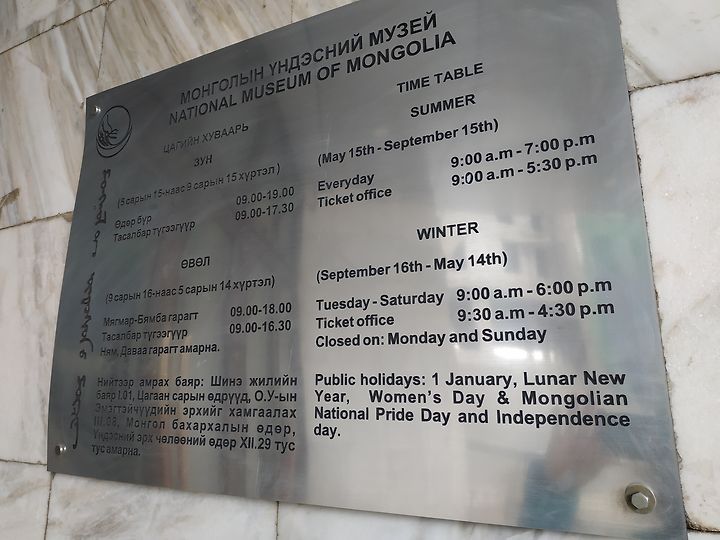 МОНГОЛЫН ҮНДЭСНИЙ МУЗЕЙ
NATIONAL MUSEUM OF MONGOLIA
ЦАГИЙН ХУВААРЬ
ЗУН
(5 сарын 15-наас 9 сарын 15 хүртэл)
Өдөр бүр 09.00-19.00
Тасалбар түгээгүүр 09.00-17.30
ӨВӨЛ
(9 сарын 16-наас 5 сарын 14 хүртэл)
Мягмар-Бямба гарагт 09.00-18.00
Тасалбар түгээгүүр 09.00-16.30
Ням, Даваа гарагт амарна.
Нийтээр амрах баяр: Шинэ жилийн
баяр I.01, Цагаан сарын өдрүүд, О.У-ын
Эмэгтэйчүүдийн эрхийг хамгаалах
III.08, Монгол бахархалын өдөр,
Үндэсний эрх чөлөөний өдөр XII.29 тус
тус амарна.
TIME TABLE
SUMMER
(May 15th - September 15th)
Everyday 9:00 a.m - 7:00 p.m
Ticket office 9:00 a.m - 5:30 p.m
WINTER
(September 16th - May 14th)
Tuesday - Saturday 9:00 a.m - 6:00 p.m
Ticket office 9:30 a.m - 4:30 p.m
Closed on: Monday and Sunday
Public holidays: 1 January, Lunar New
Year, Women's Day & Mongolian
National Pride Day and Independence
day.